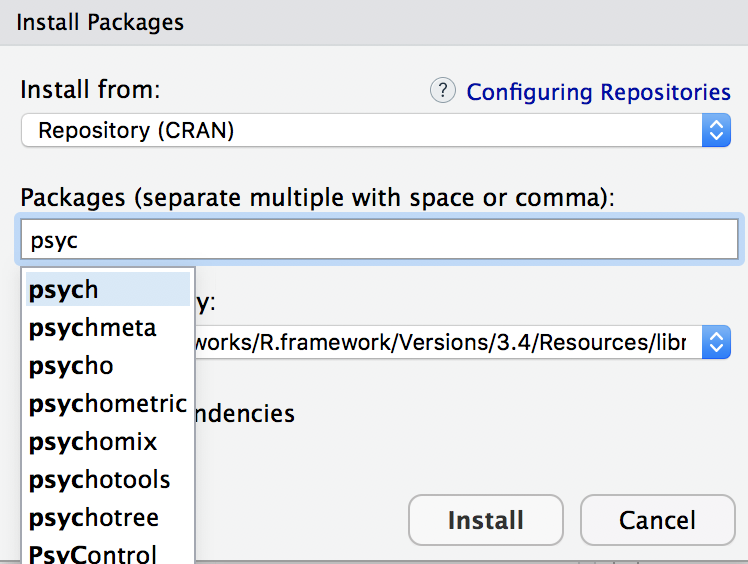 Install Packages
Install from:
? Configuring Repositories
Repository (CRAN)
Packages (separate multiple with space or comma):
psyc
psych
y:
psychmeta
works/R.framework/Versions/3.4/Resources/libr
psycho
psychometric
ndencies
psychomix
psychotools
psychotree
PsyControl
Install
Cancel